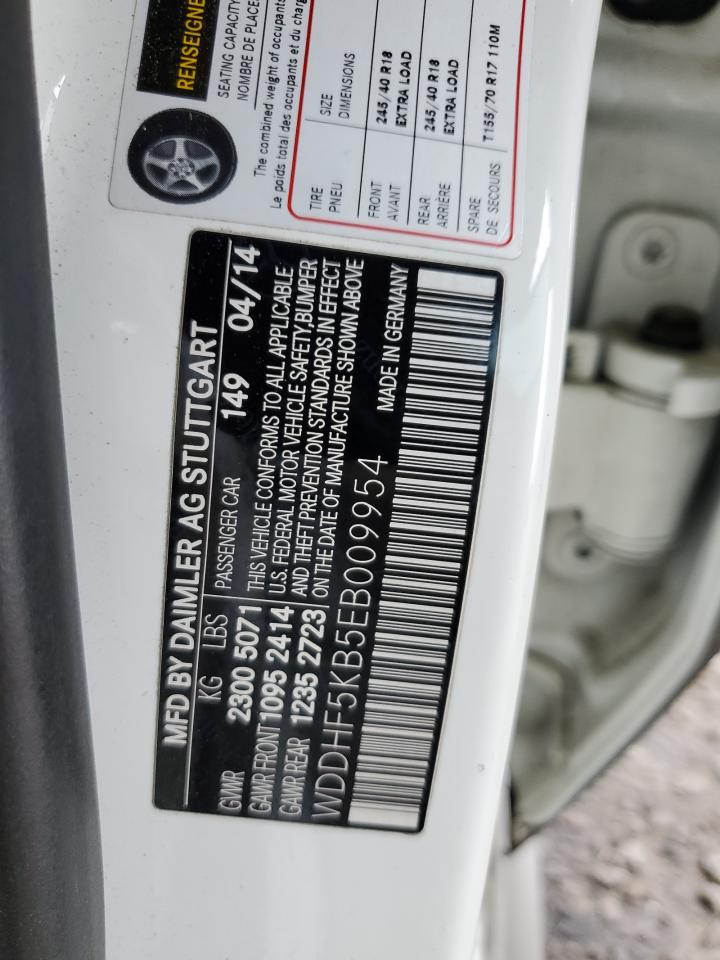 RENSEIGNE
SEATING CAPACITY
NOMBRE DE PLACE
The combined weight of occupants
Le poids total des occupants et du charg
TIRE SIZE
PNEU DIMENSIONS
FRONT 245/40 R18
AVANT EXTRA LOAD
REAR 245/40 R18
ARRIÈRE EXTRA LOAD
SPARE T155/70 R17 110M
DE SECOURS
MFD BY DAIMLER AG STUTTGART
KG LBS PASSENGER CAR 149 04/14
GVWR 2300 5071 THIS VEHICLE CONFORMS TO ALL APPLICABLE
GAWR FRONT 1095 2414 U.S. FEDERAL MOTOR VEHICLE SAFETY,BUMPER
GAWR REAR 1235 2723 AND THEFT PREVENTION STANDARDS IN EFFECT
ON THE DATE OF MANUFACTURE SHOWN ABOVE
WDDHF5KB5EB009954 MADE IN GERMANY